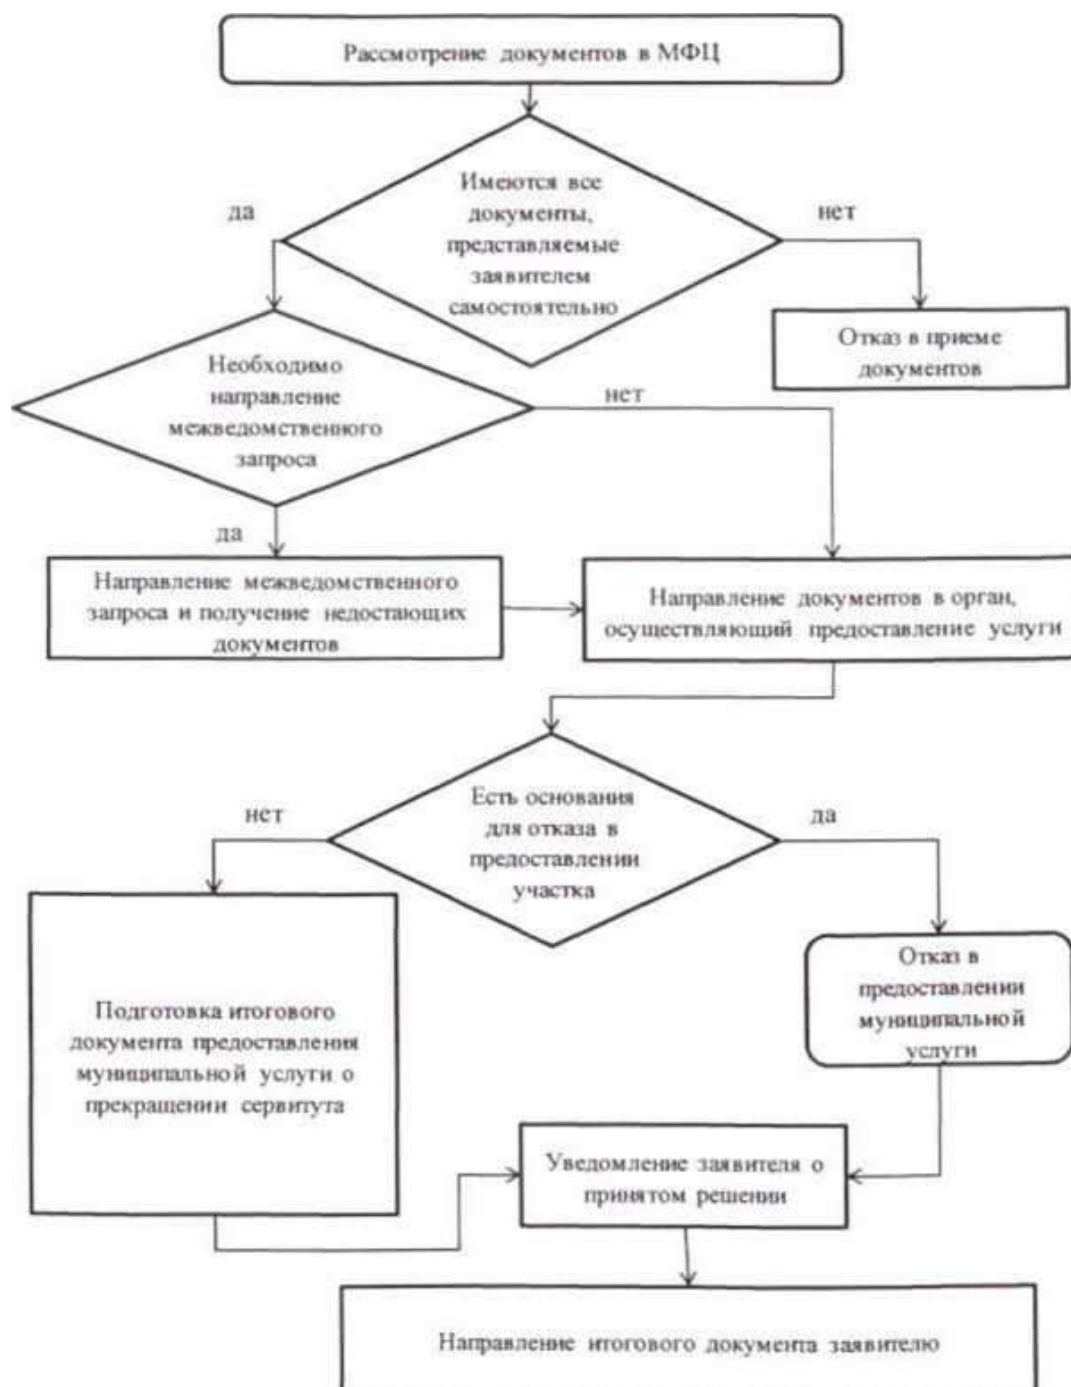 Рассмотрение документов в МФЦ
Имеются все
документы,
представляемые
заявителем
самостоятельно
да
нет
Отказ в приеме
документов
Необходимо
направление
межведомственного
запроса
нет
да
Направление межведомственного
запроса и получение недостающих
документов
Направление документов в орган,
осуществляющий предоставление услуги
Есть основания
для отказа в
предоставлении
участка
нет
да
Подготовка итогового
документа предоставления
муниципальной услуги о
прекращении сервитута
Отказ в
предоставлении
муниципальной
услуги
Уведомление заявителя о
принятом решении
Направление итогового документа заявителю